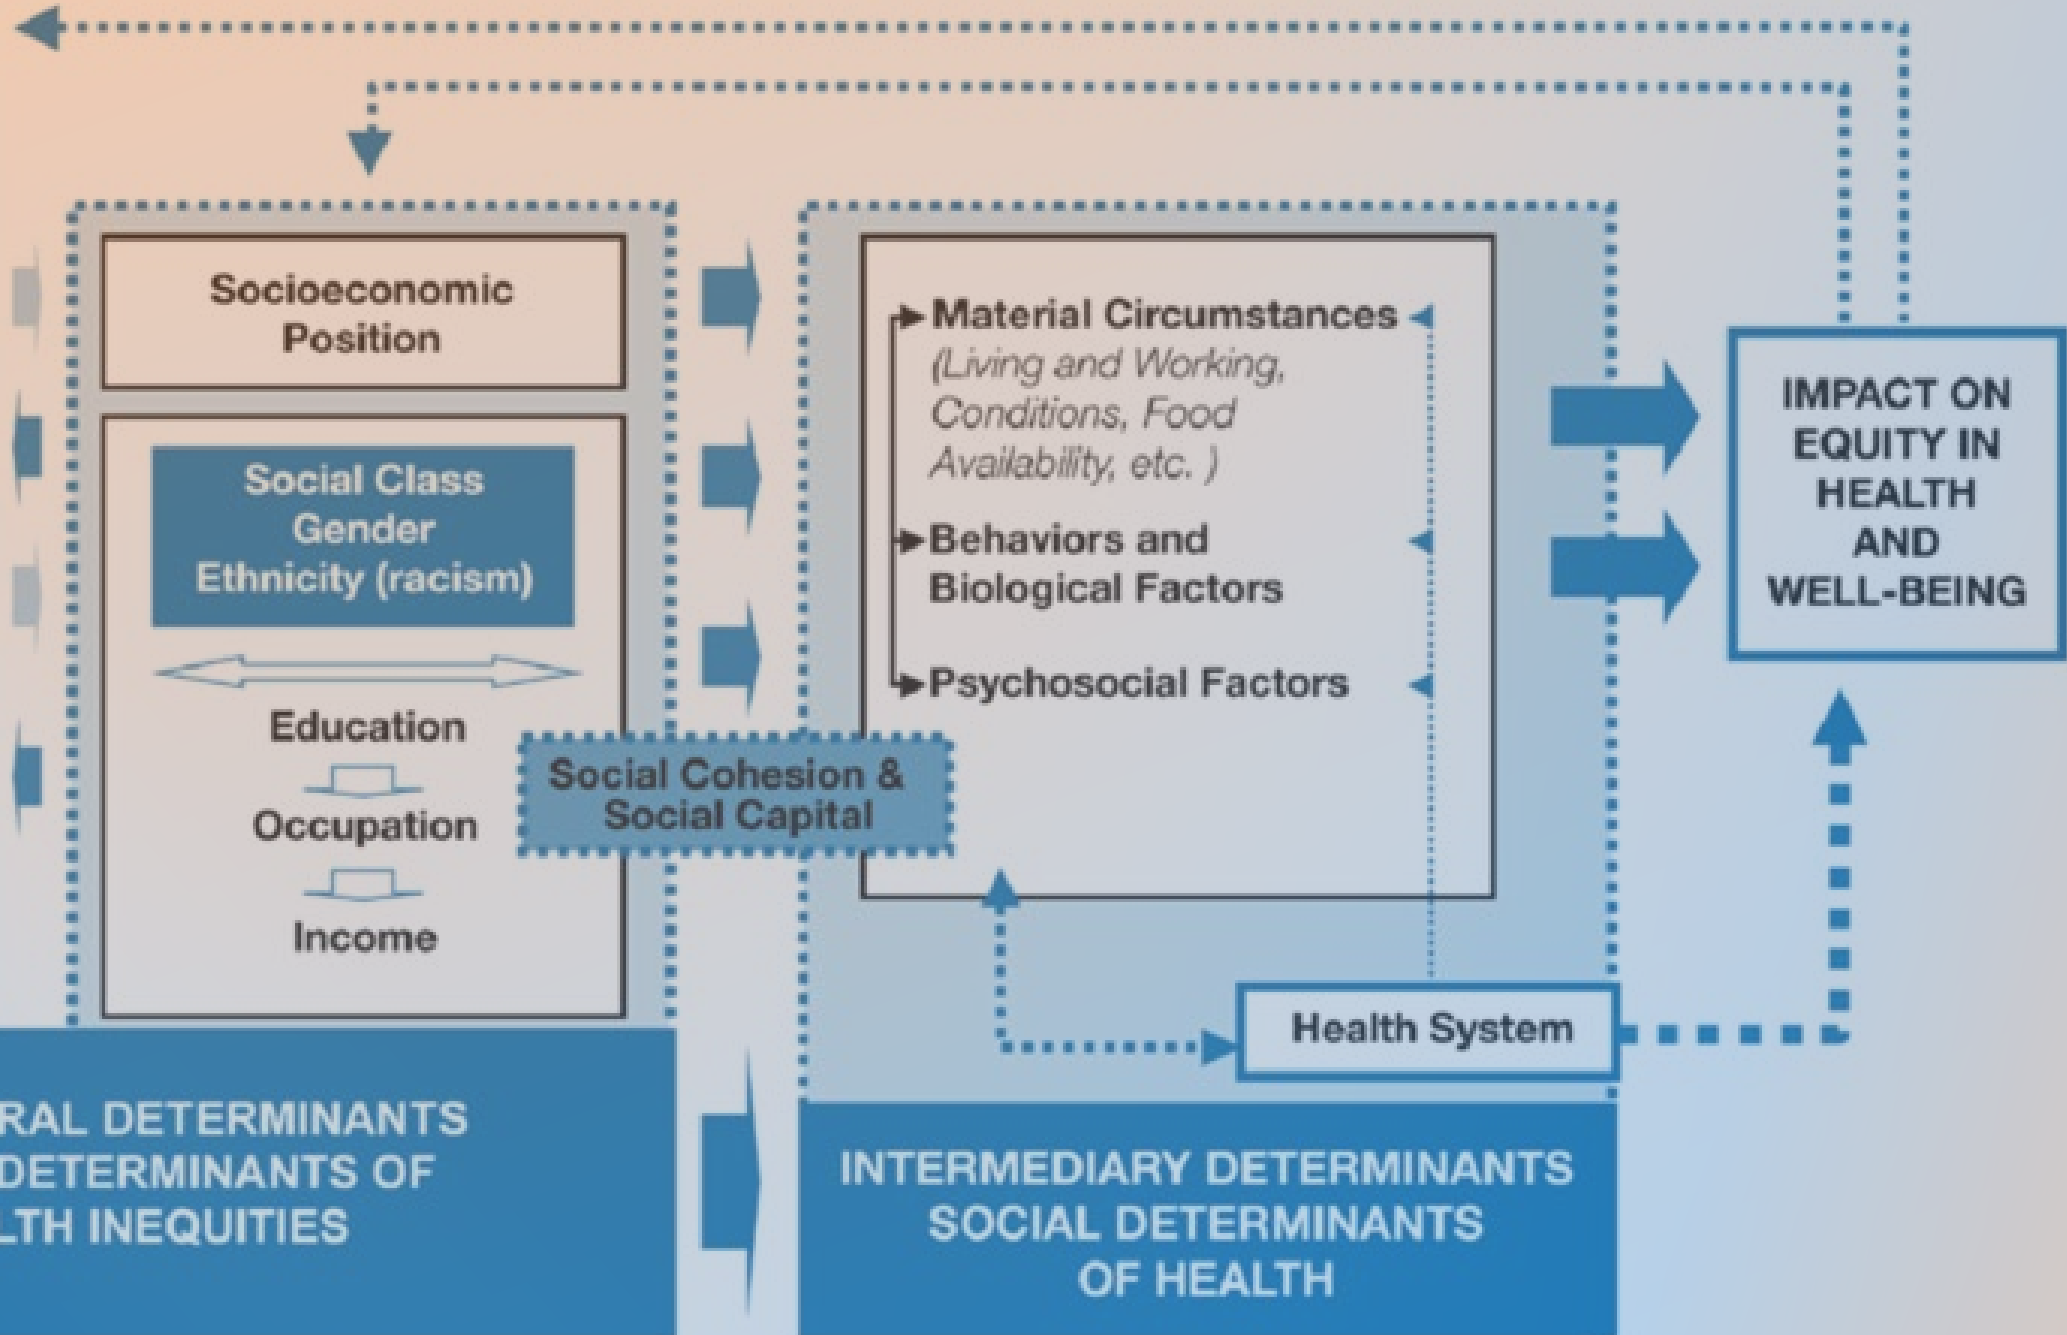 Socioeconomic
Position
Social Class
Gender
Ethnicity (racism)
Education
Occupation
Income
Social Cohesion &
Social Capital
Material Circumstances
(Living and Working,
Conditions, Food
Availability, etc. )
Behaviors and
Biological Factors
Psychosocial Factors
Health System
IMPACT ON
EQUITY IN
HEALTH
AND
WELL-BEING
RAL DETERMINANTS
DETERMINANTS OF
LTH INEQUITIES
INTERMEDIARY DETERMINANTS
SOCIAL DETERMINANTS
OF HEALTH